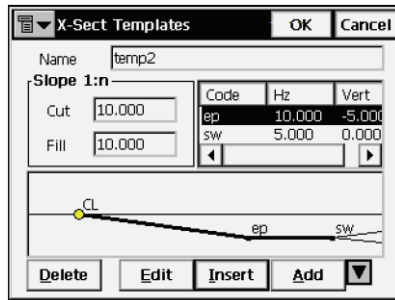 X-Sect Templates OK Cancel
Name temp2
Slope 1:n
Cut 10.000
Fill 10.000
Code Hz Vert
ep 10.000 -5.000
sw 5.000 0.000
CL
ep sw
Delete Edit Insert Add